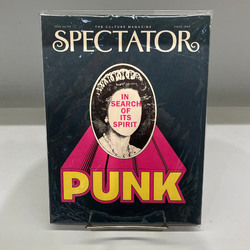 THE CULTURE MAGAZINE
SPECTATOR
IN
SEARCH
OF ITS
SPIRIT
PUNK